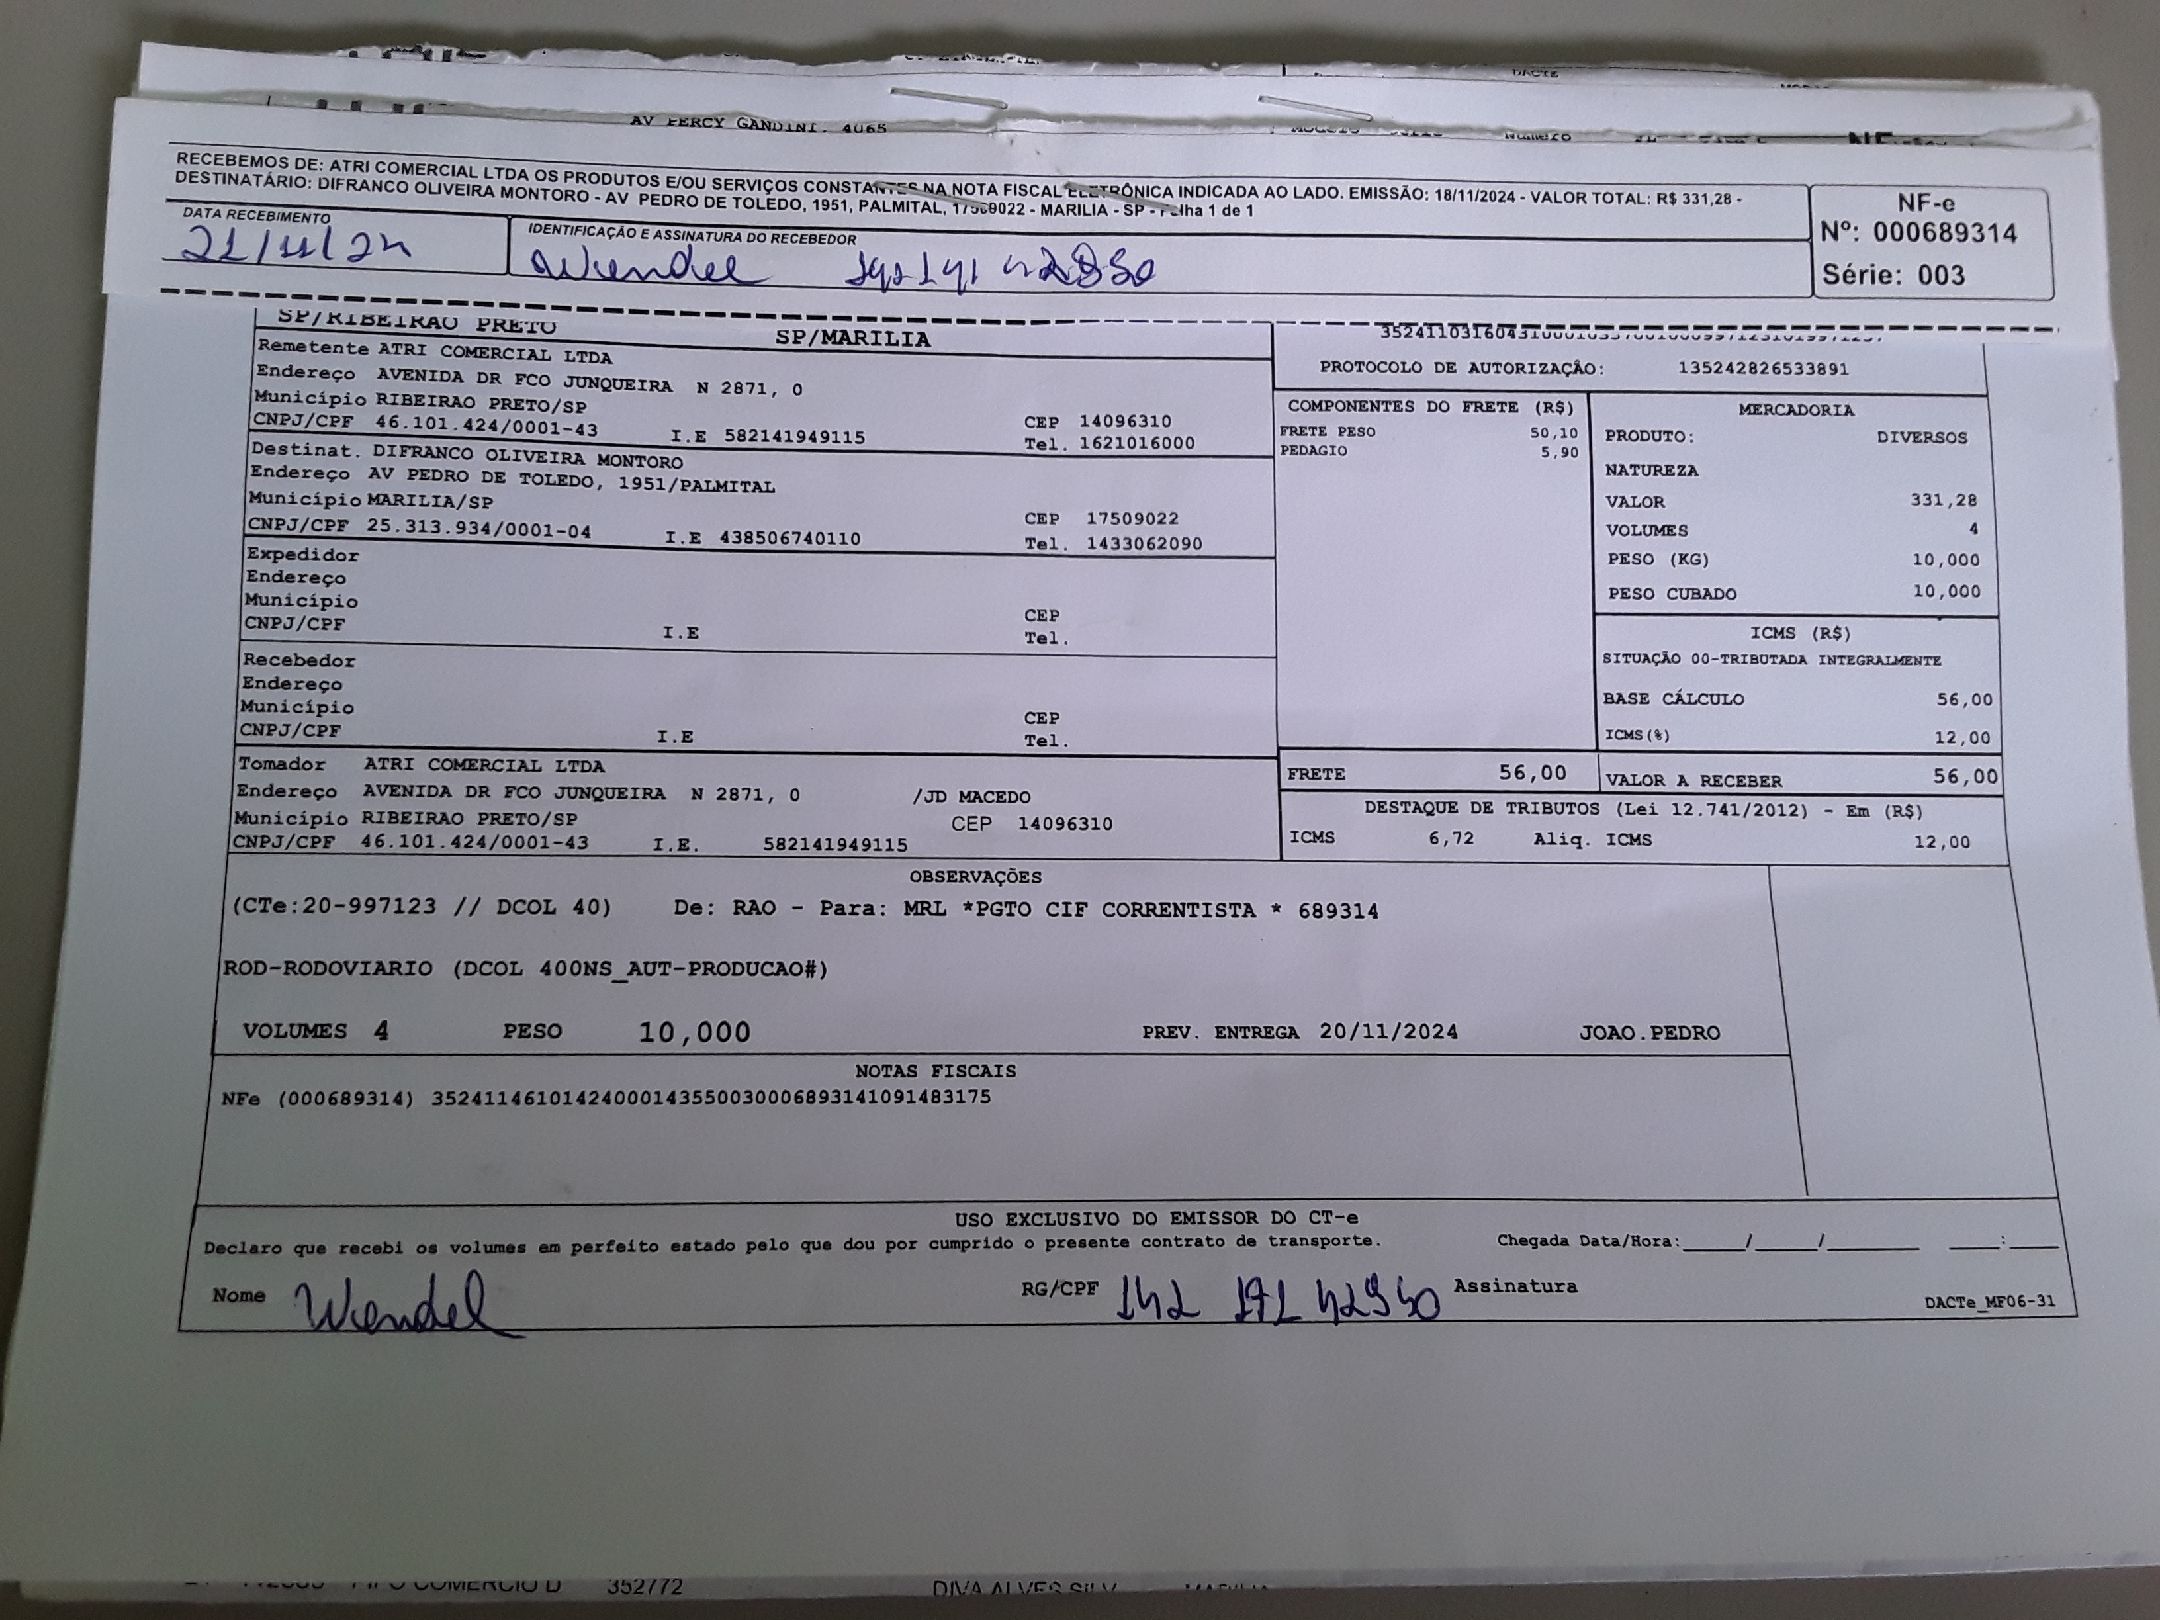 AV PERCY GANDINI, 4065
RECEBEMOS DE: ATRI COMERCIAL LTDA OS PRODUTOS E/OU SERVIÇOS CONSTANTES NA NOTA FISCAL ELETRÔNICA INDICADA AO LADO. EMISSÃO: 18/11/2024 - VALOR TOTAL: R$ 331,28 -
DESTINATÁRIO: DIFRANCO OLIVEIRA MONTORO - AV PEDRO DE TOLEDO, 1951, PALMITAL, 17509022 - MARILIA - SP - Folha 1 de 1
NF-e
Nº: 000689314
Série: 003
DATA RECEBIMENTO
21/11/24
IDENTIFICAÇÃO E ASSINATURA DO RECEBEDOR
Wendel
SP/RIBEIRAO PRETO SP/MARILIA
Remetente ATRI COMERCIAL LTDA
Endereço AVENIDA DR FCO JUNQUEIRA N 2871, 0
Município RIBEIRAO PRETO/SP CEP 14096310
CNPJ/CPF 46.101.424/0001-43 I.E 582141949115 Tel. 1621016000
Destinat. DIFRANCO OLIVEIRA MONTORO
Endereço AV PEDRO DE TOLEDO, 1951/PALMITAL
Município MARILIA/SP CEP 17509022
CNPJ/CPF 25.313.934/0001-04 I.E 438506740110 Tel. 1433062090
Expedidor
Endereço
Município CEP
CNPJ/CPF I.E Tel.
Recebedor
Endereço
Município CEP
CNPJ/CPF I.E Tel.
Tomador ATRI COMERCIAL LTDA
Endereço AVENIDA DR FCO JUNQUEIRA N 2871, 0 /JD MACEDO
Município RIBEIRAO PRETO/SP CEP 14096310
CNPJ/CPF 46.101.424/0001-43 I.E. 582141949115
PROTOCOLO DE AUTORIZAÇÃO: 135242826533891
COMPONENTES DO FRETE (R$)
FRETE PESO 50,10
PEDAGIO 5,90
MERCADORIA
PRODUTO: DIVERSOS
NATUREZA
VALOR 331,28
VOLUMES 4
PESO (KG) 10,000
PESO CUBADO 10,000
ICMS (R$)
SITUAÇÃO 00-TRIBUTADA INTEGRALMENTE
BASE CÁLCULO 56,00
ICMS(%) 12,00
FRETE 56,00 VALOR A RECEBER 56,00
DESTAQUE DE TRIBUTOS (Lei 12.741/2012) - Em (R$)
ICMS 6,72 Aliq. ICMS 12,00
OBSERVAÇÕES
(CTe:20-997123 // DCOL 40) De: RAO - Para: MRL *PGTO CIF CORRENTISTA * 689314
ROD-RODOVIARIO (DCOL 400NS_AUT-PRODUCAO#)
VOLUMES 4 PESO 10,000 PREV. ENTREGA 20/11/2024 JOAO.PEDRO
NOTAS FISCAIS
NFe (000689314) 35241146101424000143550030006893141091483175
USO EXCLUSIVO DO EMISSOR DO CT-e
Declaro que recebi os volumes em perfeito estado pelo que dou por cumprido o presente contrato de transporte. Chegada Data/Hora:_____/_____/_______ ____:____
Nome Wendel RG/CPF Assinatura
DACTe_MF06-31
352772